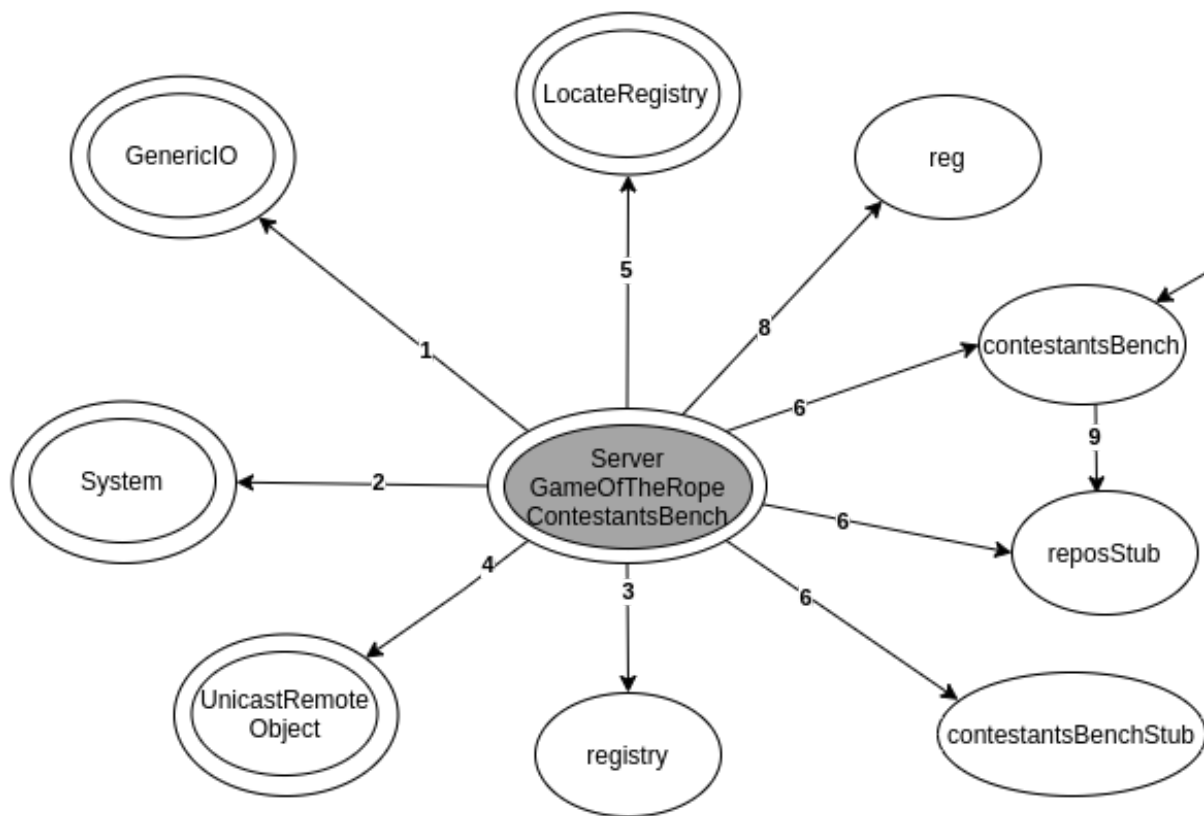 LocateRegistry
GenericIO
reg
5
8
contestantsBench
1
6
9
System
2
Server
GameOfTheRope
ContestantsBench
6
reposStub
4
3
6
UnicastRemote
Object
registry
contestantsBenchStub